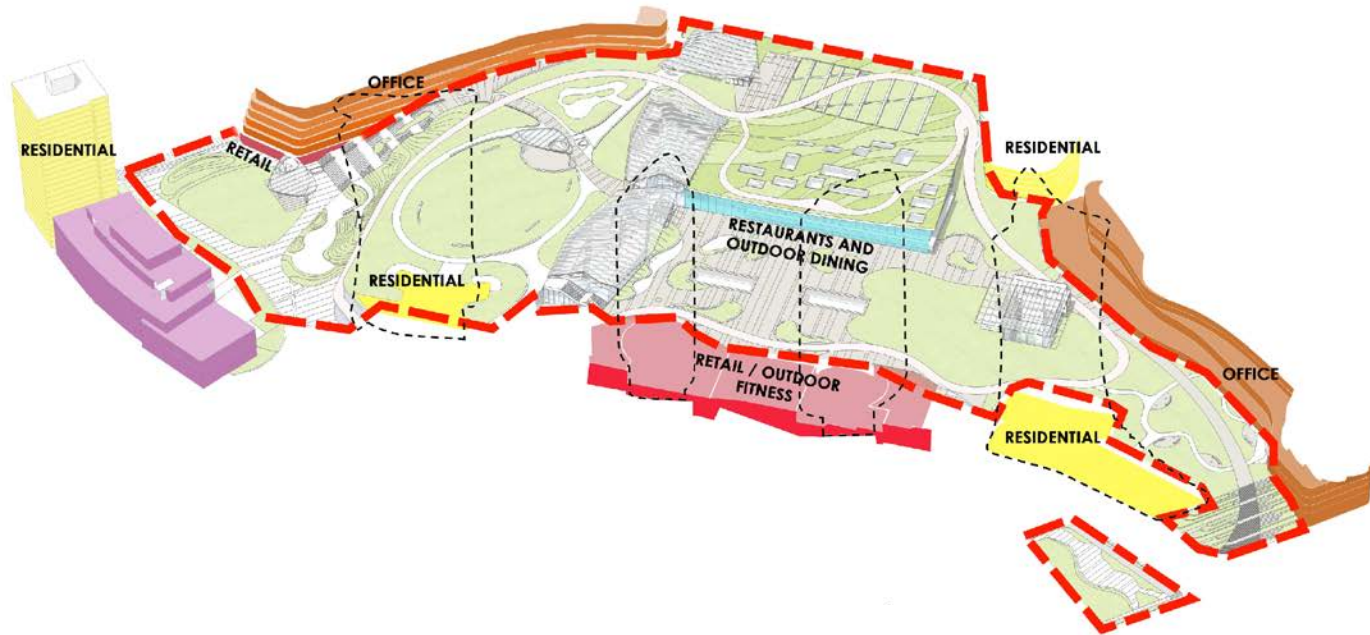 OFFICE
RESIDENTIAL
RETAIL
RESIDENTIAL
RESIDENTIAL
RESTAURANTS AND
OUTDOOR DINING
RETAIL / OUTDOOR
FITNESS
OFFICE
RESIDENTIAL